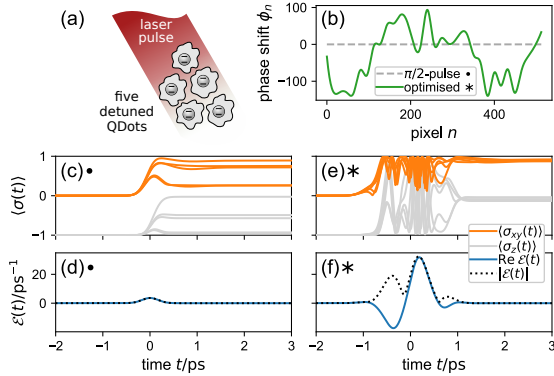 (a)
laser
pulse
five
detuned
QDots
(b)
phase shift ϕₙ
100
0
−100
π/2-pulse •
optimised ∗
0
200
400
pixel n
(c) •
⟨σ(t)⟩
1
0
−1
(e) ∗
⟨σxy(t)⟩
⟨σz(t)⟩
Re ℰ(t)
|ℰ(t)|
(d) •
ℰ(t)/ps⁻¹
20
0
−2
−1
0
1
2
3
time t/ps
(f) ∗
−2
−1
0
1
2
3
time t/ps